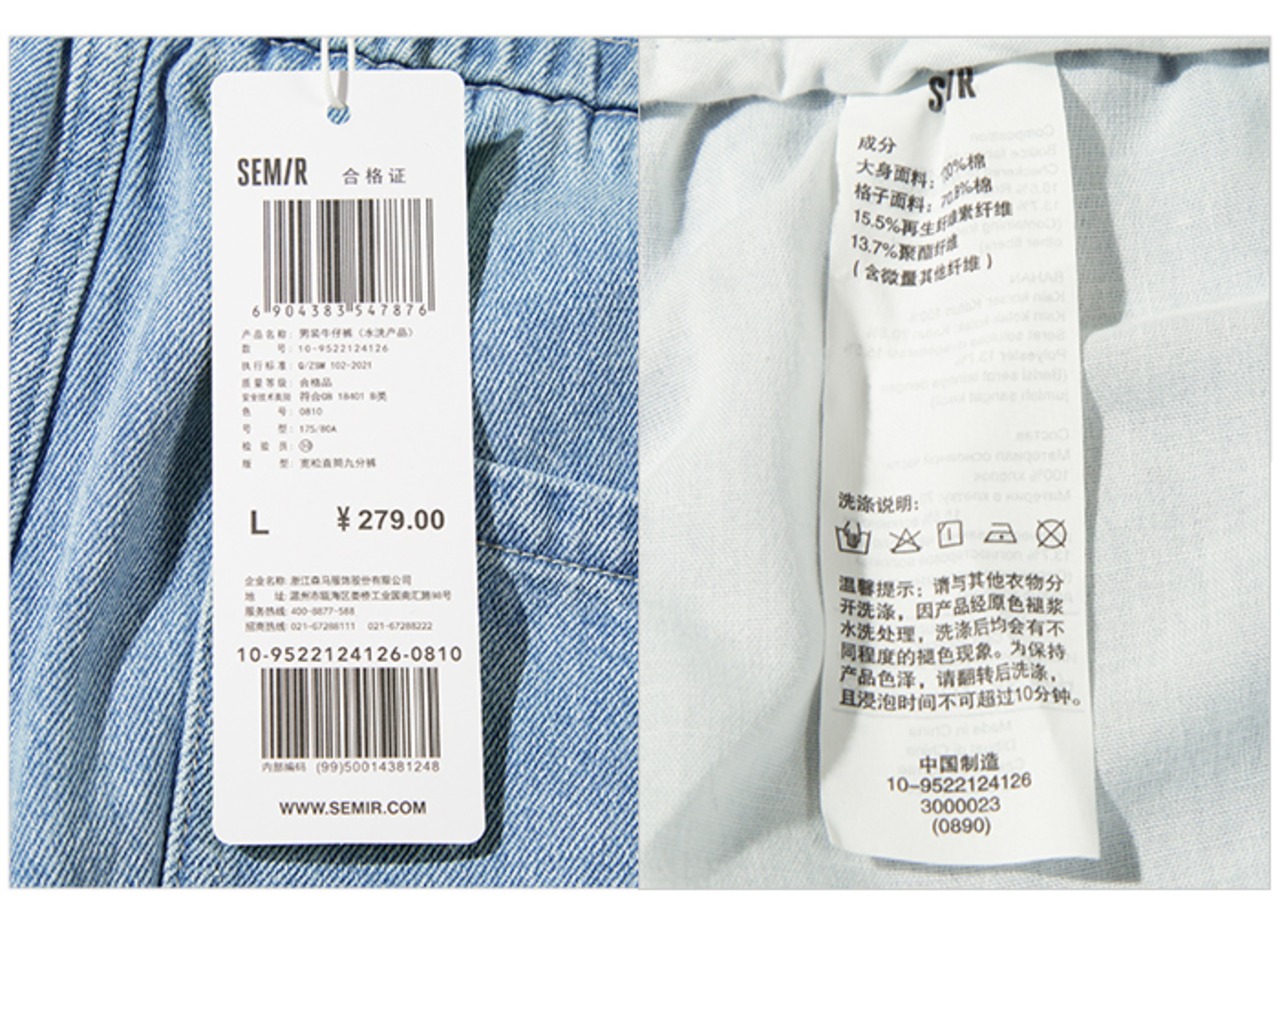 SEM/R 合格证
6 904383 547876
产品名称: 男装牛仔裤（水洗产品）
款 号: 10-9522124126
执行标准: Q/ZSM 102-2021
质量等级: 合格品
安全技术类别 符合GB 18401 B类
色 号: 0810
号 型: 175/80A
检 验 员:
版 型: 宽松直筒九分裤
L ¥279.00
企业名称: 浙江森马服饰股份有限公司
地 址: 温州市瓯海区娄桥工业园南汇路98号
服务热线: 400-8877-588
招商热线: 021-67288111 021-67288222
10-9522124126-0810
内部编码 (99)50014381248
WWW.SEMIR.COM
S/R
成分
大身面料：100%棉
格子面料：70.8%棉
15.5%再生纤维素纤维
13.7%聚酯纤维
（含微量其他纤维）
洗涤说明:
温馨提示：请与其他衣物分
开洗涤，因产品经原色褪浆
水洗处理，洗涤后均会有不
同程度的褪色现象。为保持
产品色泽，请翻转后洗涤，
且浸泡时间不可超过10分钟。
中国制造
10-9522124126
3000023
(0890)